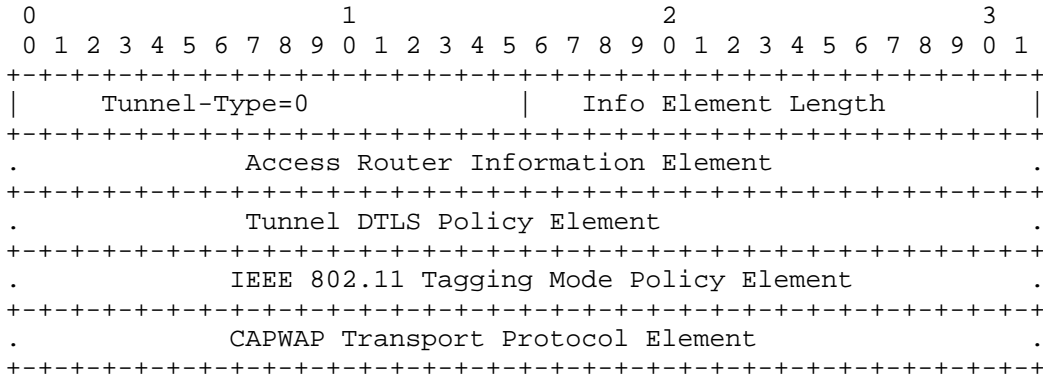 0                   1                   2                   3
 0 1 2 3 4 5 6 7 8 9 0 1 2 3 4 5 6 7 8 9 0 1 2 3 4 5 6 7 8 9 0 1
+-+-+-+-+-+-+-+-+-+-+-+-+-+-+-+-+-+-+-+-+-+-+-+-+-+-+-+-+-+-+-+-+
|     Tunnel-Type=0             |   Info Element Length         |
+-+-+-+-+-+-+-+-+-+-+-+-+-+-+-+-+-+-+-+-+-+-+-+-+-+-+-+-+-+-+-+-+
.              Access Router Information Element                .
+-+-+-+-+-+-+-+-+-+-+-+-+-+-+-+-+-+-+-+-+-+-+-+-+-+-+-+-+-+-+-+-+
.              Tunnel DTLS Policy Element                       .
+-+-+-+-+-+-+-+-+-+-+-+-+-+-+-+-+-+-+-+-+-+-+-+-+-+-+-+-+-+-+-+-+
.             IEEE 802.11 Tagging Mode Policy Element           .
+-+-+-+-+-+-+-+-+-+-+-+-+-+-+-+-+-+-+-+-+-+-+-+-+-+-+-+-+-+-+-+-+
.             CAPWAP Transport Protocol Element                 .
+-+-+-+-+-+-+-+-+-+-+-+-+-+-+-+-+-+-+-+-+-+-+-+-+-+-+-+-+-+-+-+-+